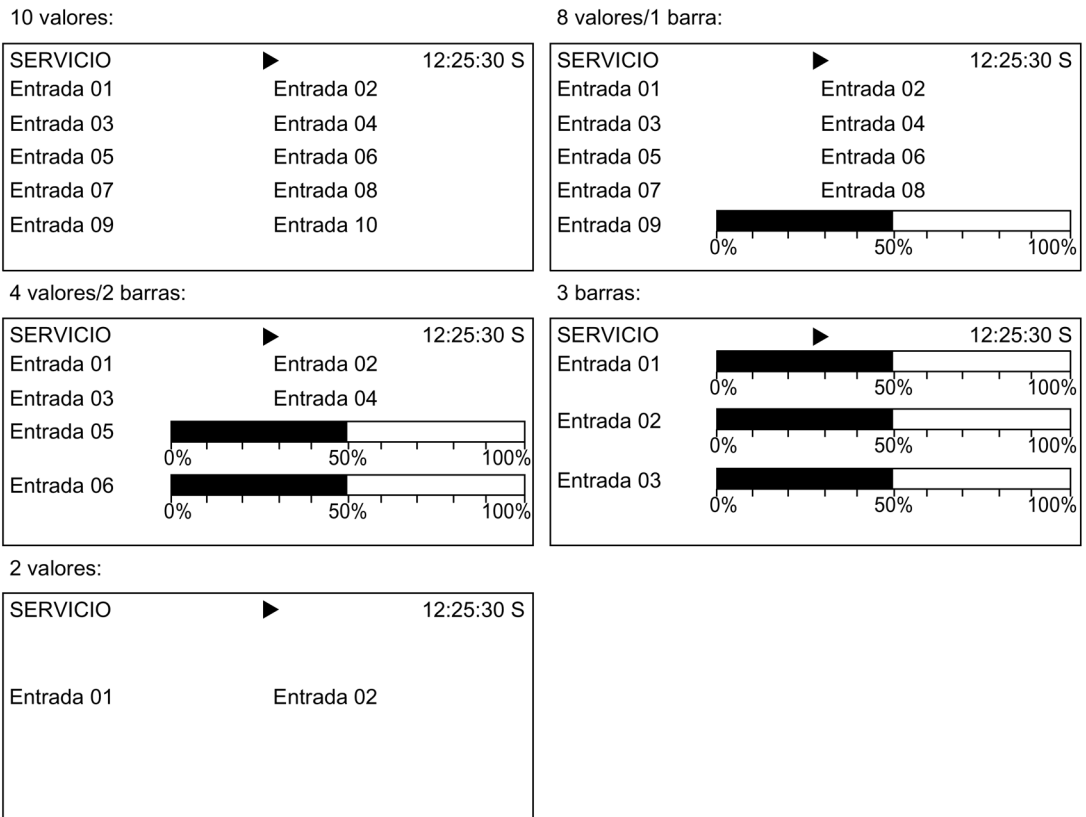 10 valores:
SERVICIO ▶ 12:25:30 S
Entrada 01 Entrada 02
Entrada 03 Entrada 04
Entrada 05 Entrada 06
Entrada 07 Entrada 08
Entrada 09 Entrada 10
8 valores/1 barra:
SERVICIO ▶ 12:25:30 S
Entrada 01 Entrada 02
Entrada 03 Entrada 04
Entrada 05 Entrada 06
Entrada 07 Entrada 08
Entrada 09
0% 50% 100%
4 valores/2 barras:
SERVICIO ▶ 12:25:30 S
Entrada 01 Entrada 02
Entrada 03 Entrada 04
Entrada 05
0% 50% 100%
Entrada 06
0% 50% 100%
3 barras:
SERVICIO ▶ 12:25:30 S
Entrada 01
0% 50% 100%
Entrada 02
0% 50% 100%
Entrada 03
0% 50% 100%
2 valores:
SERVICIO ▶ 12:25:30 S
Entrada 01 Entrada 02